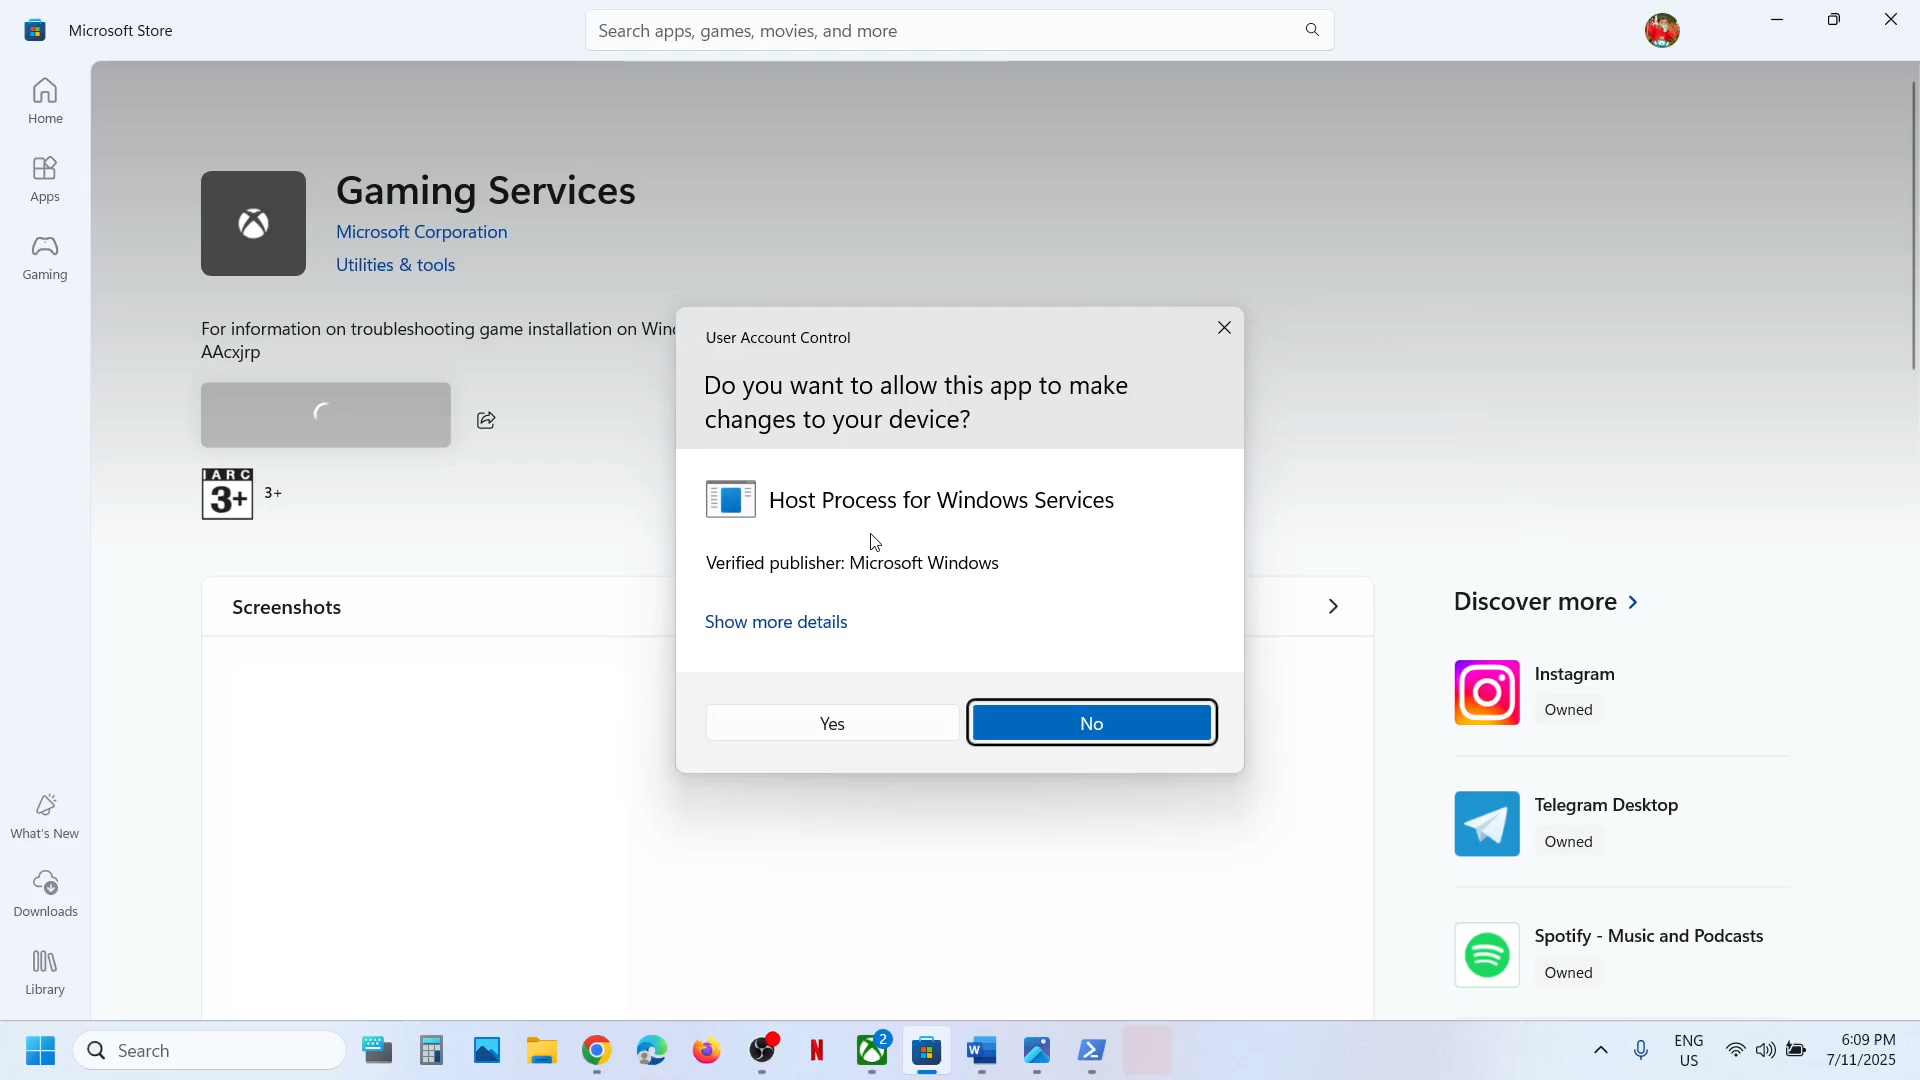 Microsoft Store
Search apps, games, movies, and more
Home
Apps
Gaming
What's New
Downloads
Library
Gaming Services
Microsoft Corporation
Utilities & tools
For information on troubleshooting game installation on
AAcxjrp
IARC
3+
3+
User Account Control
Do you want to allow this app to make
changes to your device?
Host Process for Windows Services
Verified publisher: Microsoft Windows
Show more details
Yes
No
Screenshots
Discover more
Instagram
Owned
Telegram Desktop
Owned
Spotify - Music and Podcasts
Owned
Search
N
2
W
ENG
US
6:09 PM
7/11/2025